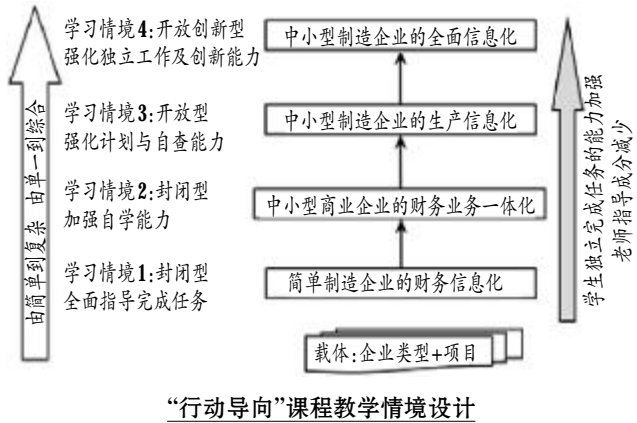 学习情境4:开放创新型
强化独立工作及创新能力
中小型制造企业的全面信息化
学习情境3:开放型
强化计划与自查能力
中小型制造企业的生产信息化
学习情境2:封闭型
加强自学能力
中小型商业企业的财务业务一体化
学习情境1:封闭型
全面指导完成任务
简单制造企业的财务信息化
载体:企业类型+项目
由简单到复杂 由单一到综合
学生独立完成任务的能力加强
老师指导成分减少
“行动导向”课程教学情境设计